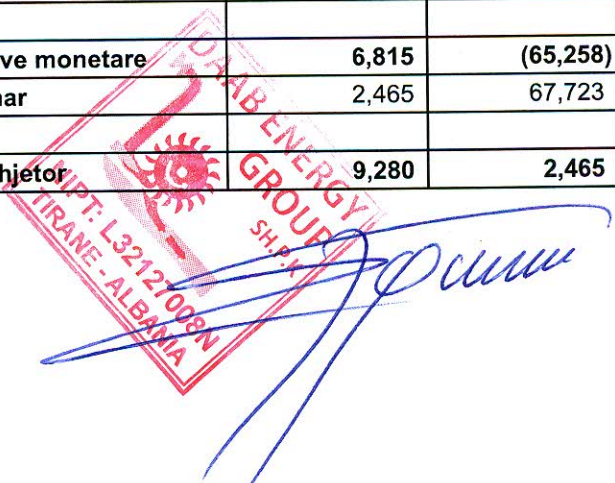 ve monetare 6,815 (65,258)
nar 2,465 67,723
hjetor 9,280 2,465
DAAB ENERGY
GROUP
SH.P.K
NIPT: L32127008N
TIRANE - ALBANIA